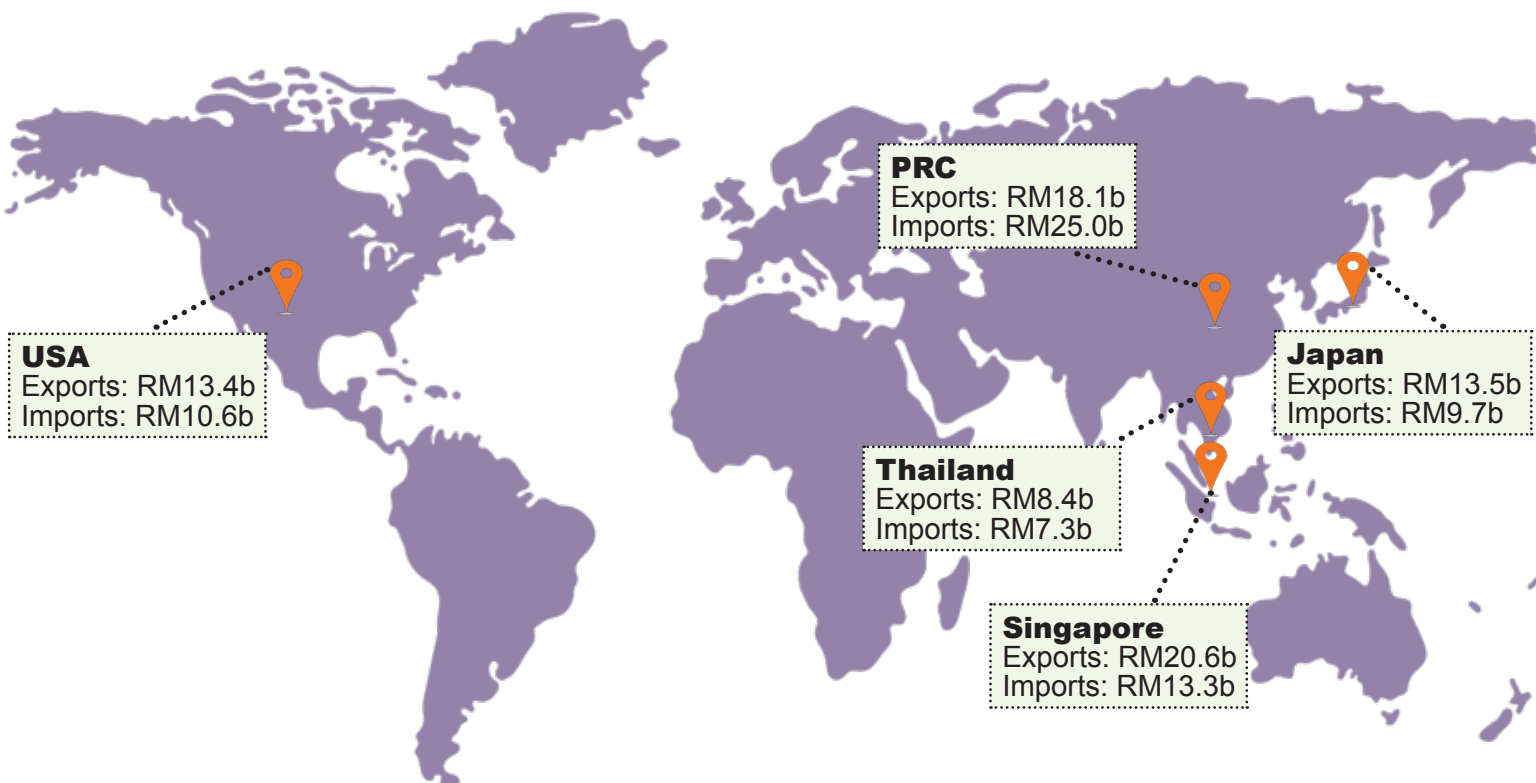 PRC
Exports: RM18.1b
Imports: RM25.0b
USA
Exports: RM13.4b
Imports: RM10.6b
Japan
Exports: RM13.5b
Imports: RM9.7b
Thailand
Exports: RM8.4b
Imports: RM7.3b
Singapore
Exports: RM20.6b
Imports: RM13.3b